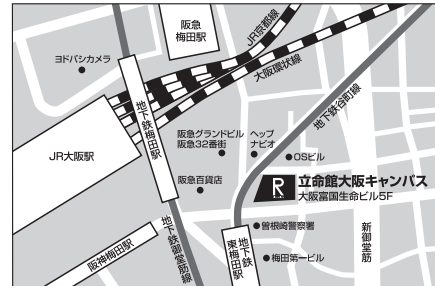 阪急
梅田駅
JR京都線
ヨドバシカメラ
大阪環状線
地下鉄梅田駅
地下鉄谷町線
阪急グランドビル
阪急32番街
ヘップ
ナビオ
OSビル
JR大阪駅
阪急百貨店
R
立命館大阪キャンパス
大阪富国生命ビル5F
地下鉄御堂筋線
曽根崎警察署
新御堂筋
阪神梅田駅
地下鉄
東梅田駅
梅田第一ビル